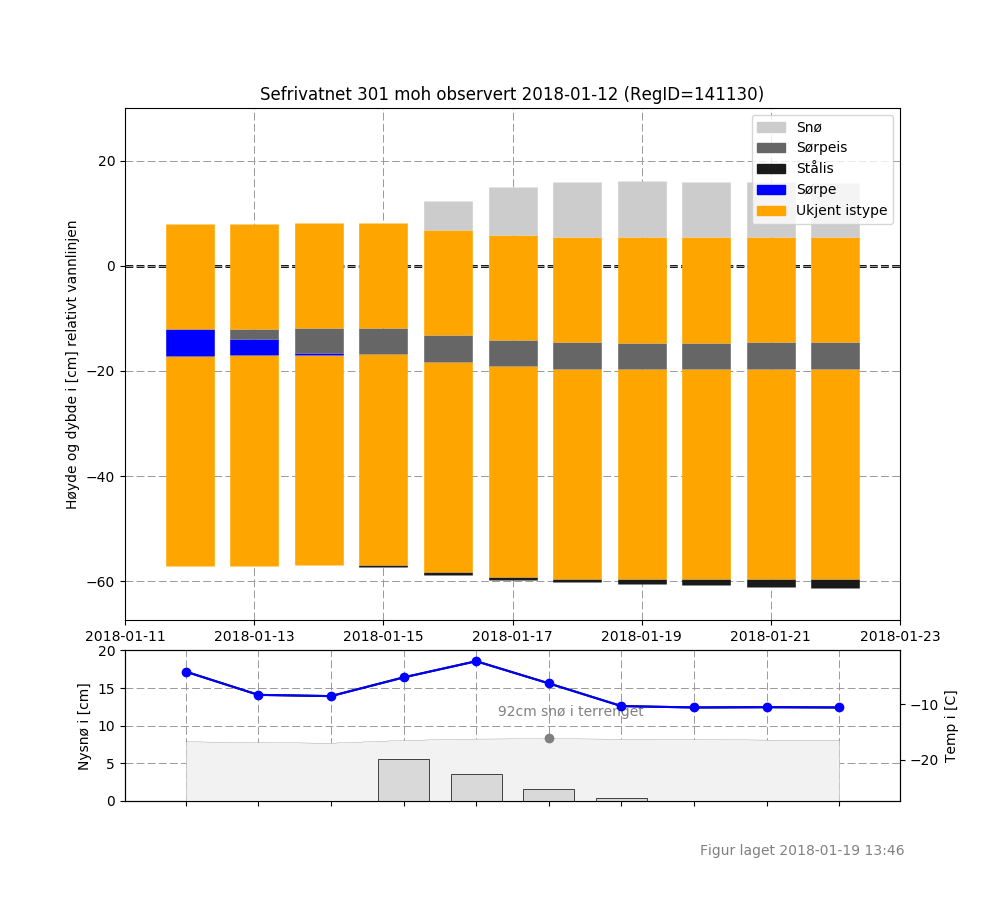 Sefrivatnet 301 moh observert 2018-01-12 (RegID=141130)
Høyde og dybde i [cm] relativt vannlinjen
20
0
−20
−40
−60
Snø
Sørpeis
Stålis
Sørpe
Ukjent istype
2018-01-11
2018-01-13
2018-01-15
2018-01-17
2018-01-19
2018-01-21
2018-01-23
Nysnø i [cm]
20
15
10
5
0
92cm snø i terrenget
−10
−20
Temp i [C]
Figur laget 2018-01-19 13:46